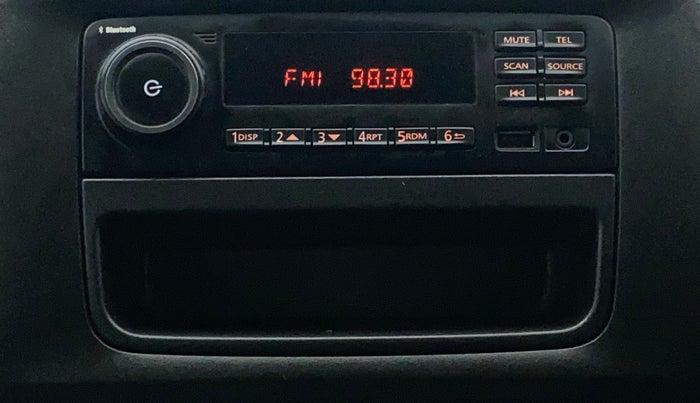 Bluetooth
FM1 98.30
MUTE TEL
SCAN SOURCE
1DISP 2 3 4RPT 5RDM 6